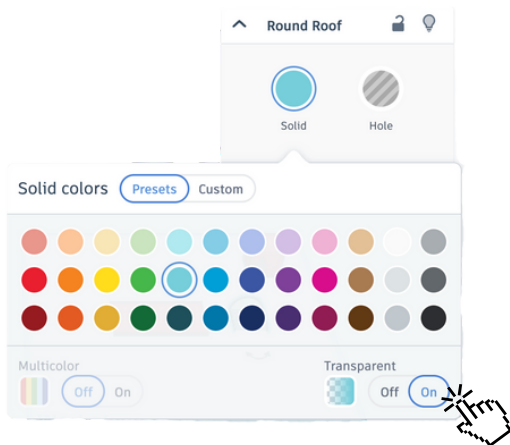 Round Roof
Solid Hole
Solid colors Presets Custom
Multicolor Transparent
Off On Off On